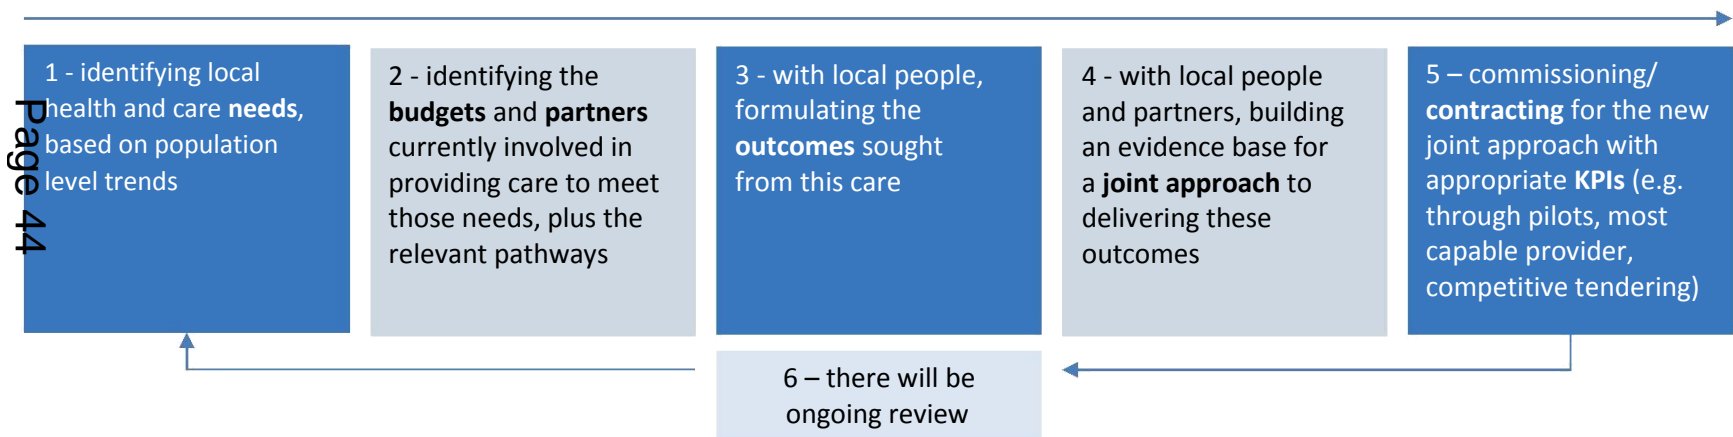 Page 44
1 - identifying local
health and care needs,
based on population
level trends
2 - identifying the
budgets and partners
currently involved in
providing care to meet
those needs, plus the
relevant pathways
3 - with local people,
formulating the
outcomes sought
from this care
4 - with local people
and partners, building
an evidence base for
a joint approach to
delivering these
outcomes
5 – commissioning/
contracting for the new
joint approach with
appropriate KPIs (e.g.
through pilots, most
capable provider,
competitive tendering)
6 – there will be
ongoing review